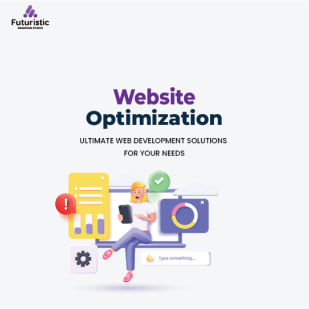 Futuristic
Website
Optimization
ULTIMATE WEB DEVELOPMENT SOLUTIONS
FOR YOUR NEEDS
Type something...